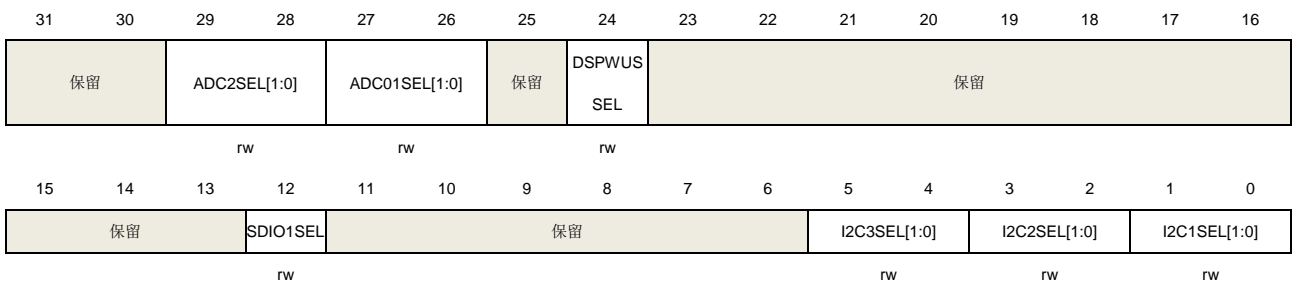 31 30 29 28 27 26 25 24 23 22 21 20 19 18 17 16
保留 ADC2SEL[1:0] ADC01SEL[1:0] 保留 DSPWUS SEL 保留
rw rw rw
15 14 13 12 11 10 9 8 7 6 5 4 3 2 1 0
保留 SDIO1SEL 保留 I2C3SEL[1:0] I2C2SEL[1:0] I2C1SEL[1:0]
rw rw rw rw